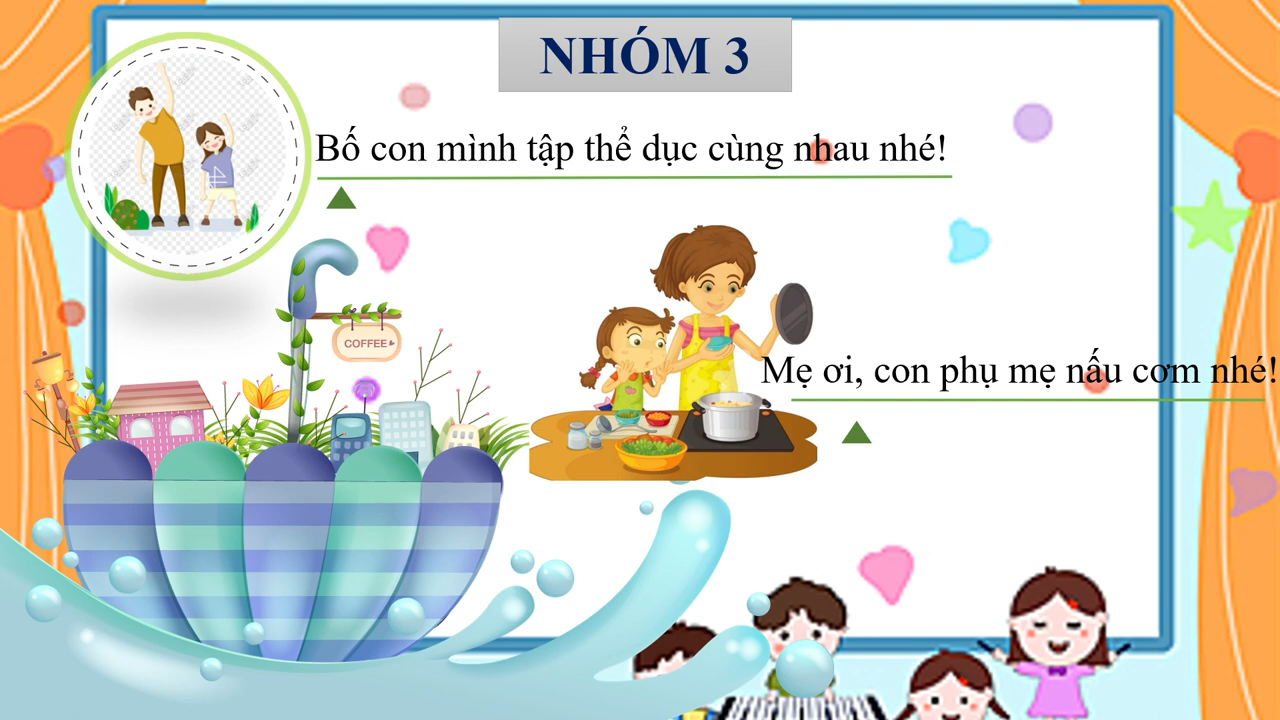 NHÓM 3
Bố con mình tập thể dục cùng nhau nhé!
COFFEE
Mẹ ơi, con phụ mẹ nấu cơm nhé!